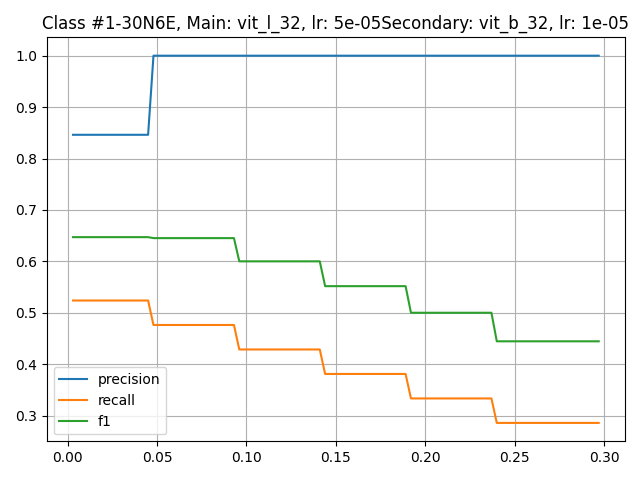 Class #1-30N6E, Main: vit_l_32, lr: 5e-05Secondary: vit_b_32, lr: 1e-05
1.0
0.9
0.8
0.7
0.6
0.5
0.4
0.3
precision
recall
f1
0.00 0.05 0.10 0.15 0.20 0.25 0.30